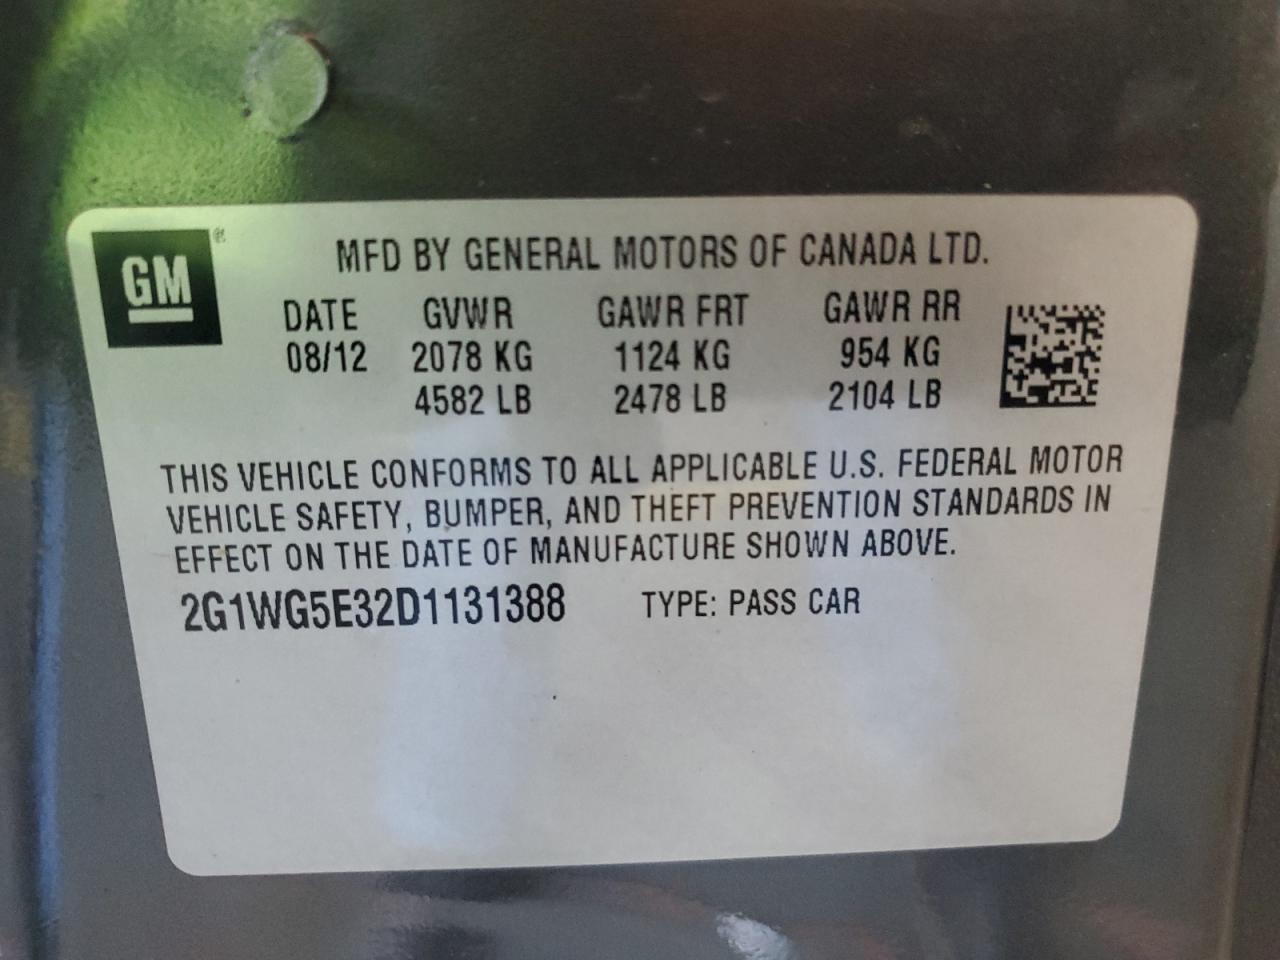 GM ®
MFD BY GENERAL MOTORS OF CANADA LTD.
DATE GVWR GAWR FRT GAWR RR
08/12 2078 KG 1124 KG 954 KG
4582 LB 2478 LB 2104 LB
THIS VEHICLE CONFORMS TO ALL APPLICABLE U.S. FEDERAL MOTOR
VEHICLE SAFETY, BUMPER, AND THEFT PREVENTION STANDARDS IN
EFFECT ON THE DATE OF MANUFACTURE SHOWN ABOVE.
2G1WG5E32D1131388 TYPE: PASS CAR